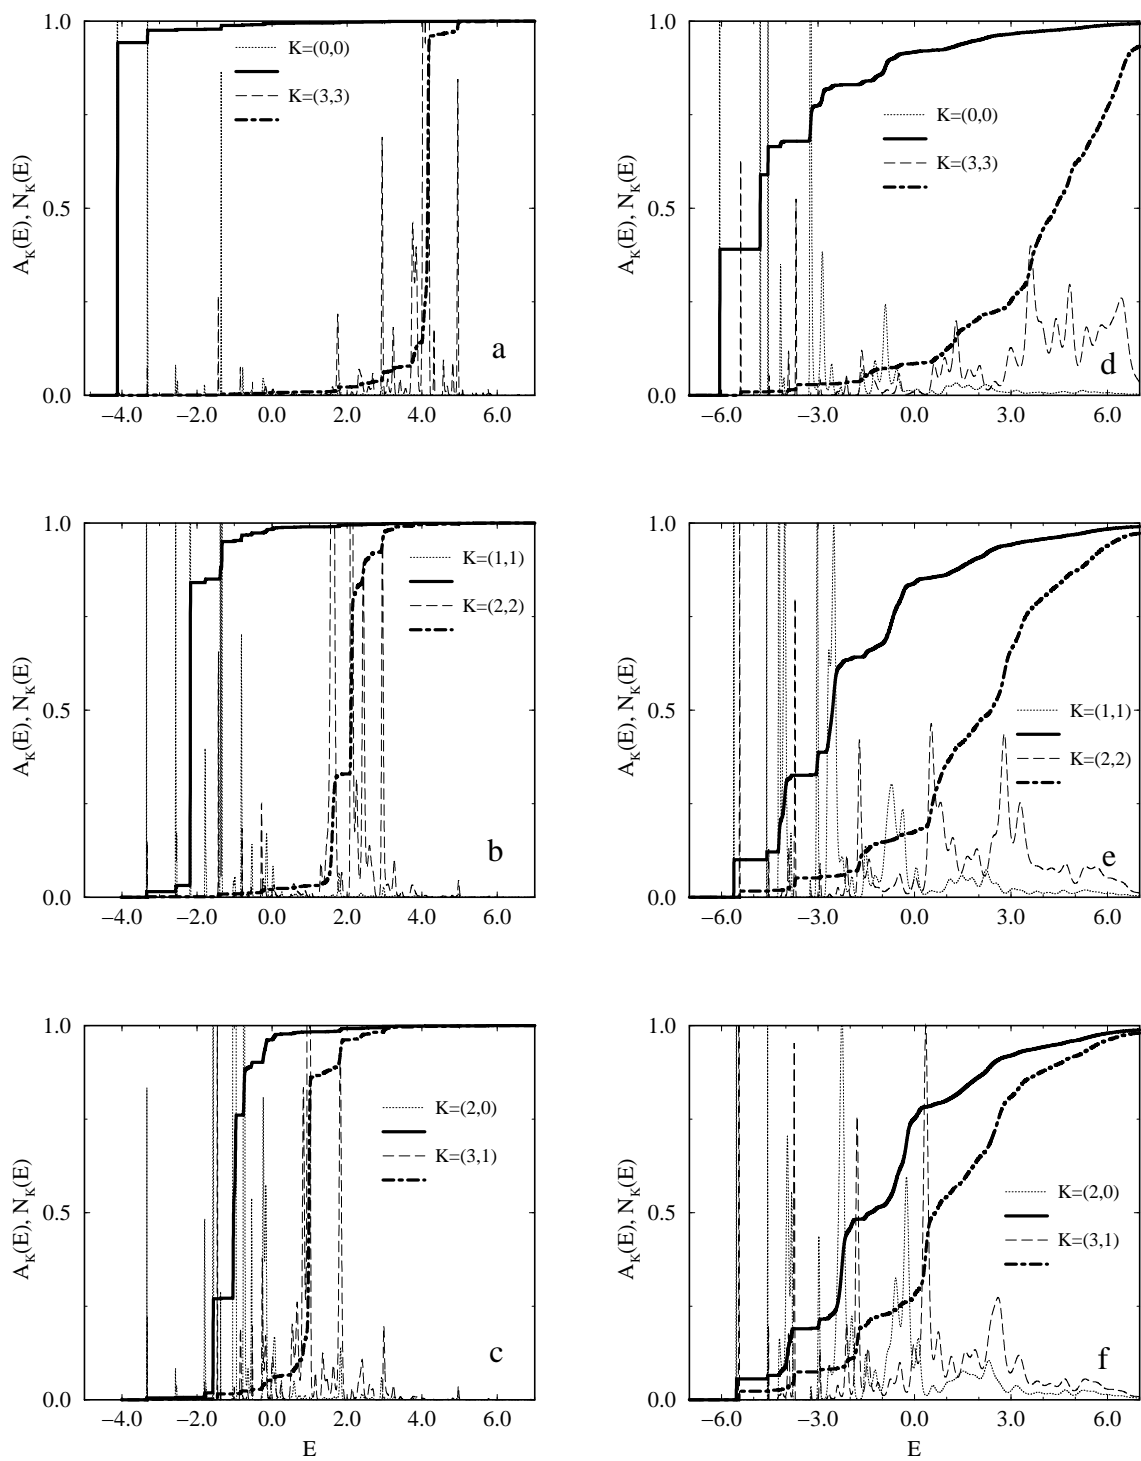 1.0
0.5
0.0
A_K(E), N_K(E)
K=(0,0)
K=(3,3)
a
−4.0 −2.0 0.0 2.0 4.0 6.0
1.0
0.5
0.0
A_K(E), N_K(E)
K=(0,0)
K=(3,3)
d
−6.0 −3.0 0.0 3.0 6.0
1.0
0.5
0.0
A_K(E), N_K(E)
K=(1,1)
K=(2,2)
b
−4.0 −2.0 0.0 2.0 4.0 6.0
1.0
0.5
0.0
A_K(E), N_K(E)
K=(1,1)
K=(2,2)
e
−6.0 −3.0 0.0 3.0 6.0
1.0
0.5
0.0
A_K(E), N_K(E)
K=(2,0)
K=(3,1)
c
−4.0 −2.0 0.0 2.0 4.0 6.0
E
1.0
0.5
0.0
A_K(E), N_K(E)
K=(2,0)
K=(3,1)
f
−6.0 −3.0 0.0 3.0 6.0
E